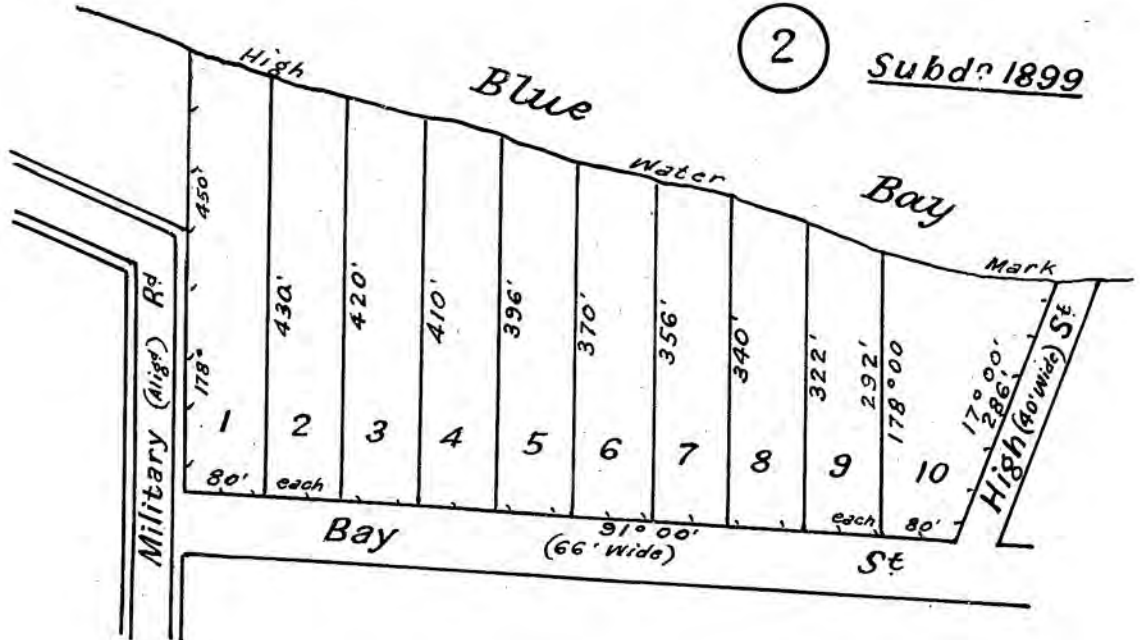 2
Subdn 1899
High
Blue
Water
Bay
Mark
450'
430'
420'
410'
396'
370'
356'
340'
322'
292'
178° 00
17° 00'
286'
178°
Military (Aligd) Rd
High (40' Wide) St
1
2
3
4
5
6
7
8
9
10
80'
each
each
80'
Bay
91° 00'
(66' Wide)
St